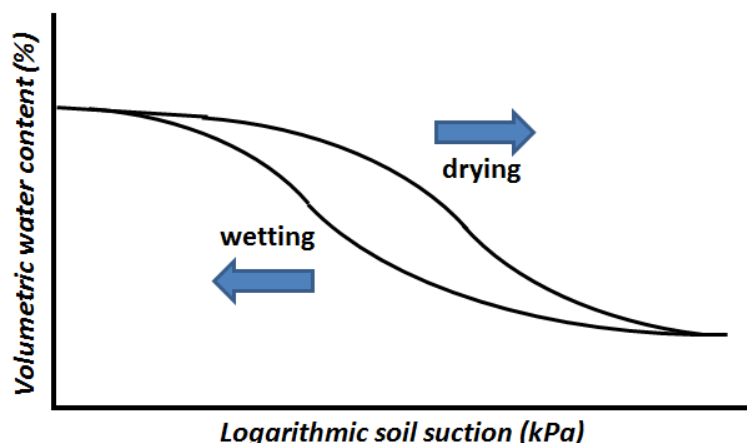 Volumetric water content (%)
drying
wetting
Logarithmic soil suction (kPa)